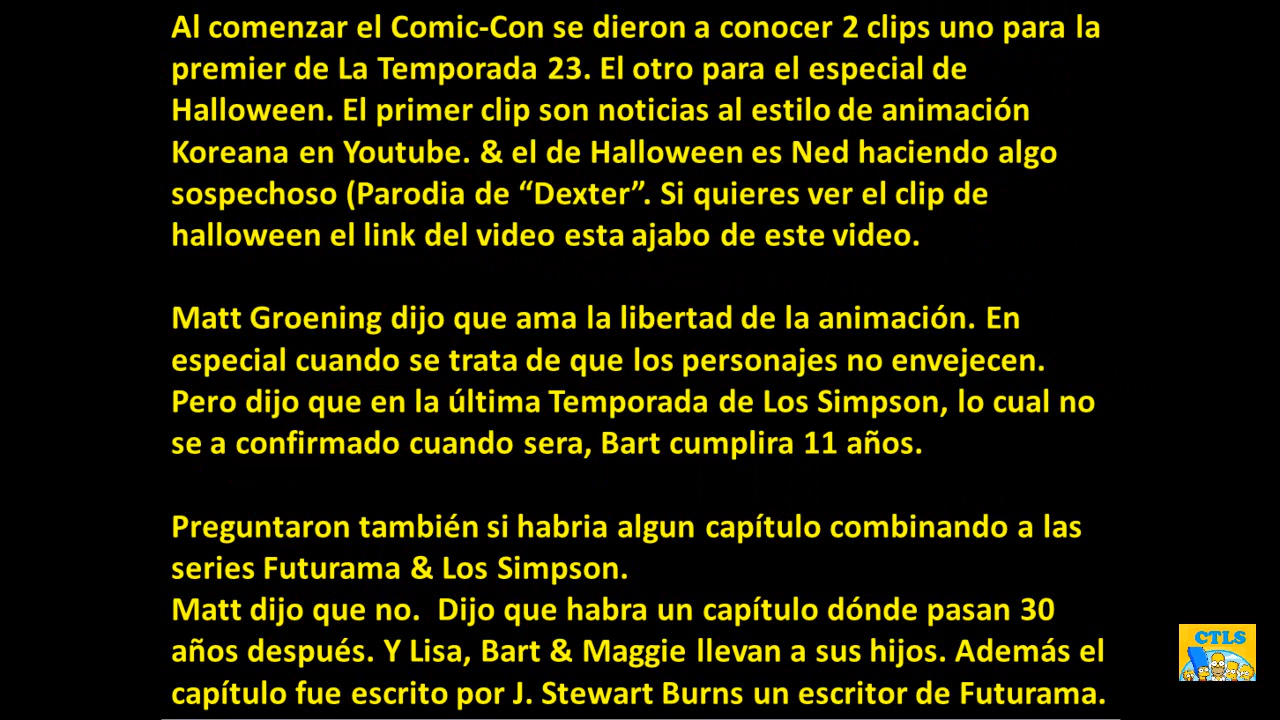 Al comenzar el Comic-Con se dieron a conocer 2 clips uno para la
premier de La Temporada 23. El otro para el especial de
Halloween. El primer clip son noticias al estilo de animación
Koreana en Youtube. & el de Halloween es Ned haciendo algo
sospechoso (Parodia de “Dexter”. Si quieres ver el clip de
halloween el link del video esta ajabo de este video.
Matt Groening dijo que ama la libertad de la animación. En
especial cuando se trata de que los personajes no envejecen.
Pero dijo que en la última Temporada de Los Simpson, lo cual no
se a confirmado cuando sera, Bart cumplira 11 años.
Preguntaron también si habria algun capítulo combinando a las
series Futurama & Los Simpson.
Matt dijo que no.  Dijo que habra un capítulo dónde pasan 30
años después. Y Lisa, Bart & Maggie llevan a sus hijos. Además el
capítulo fue escrito por J. Stewart Burns un escritor de Futurama.
CTLS